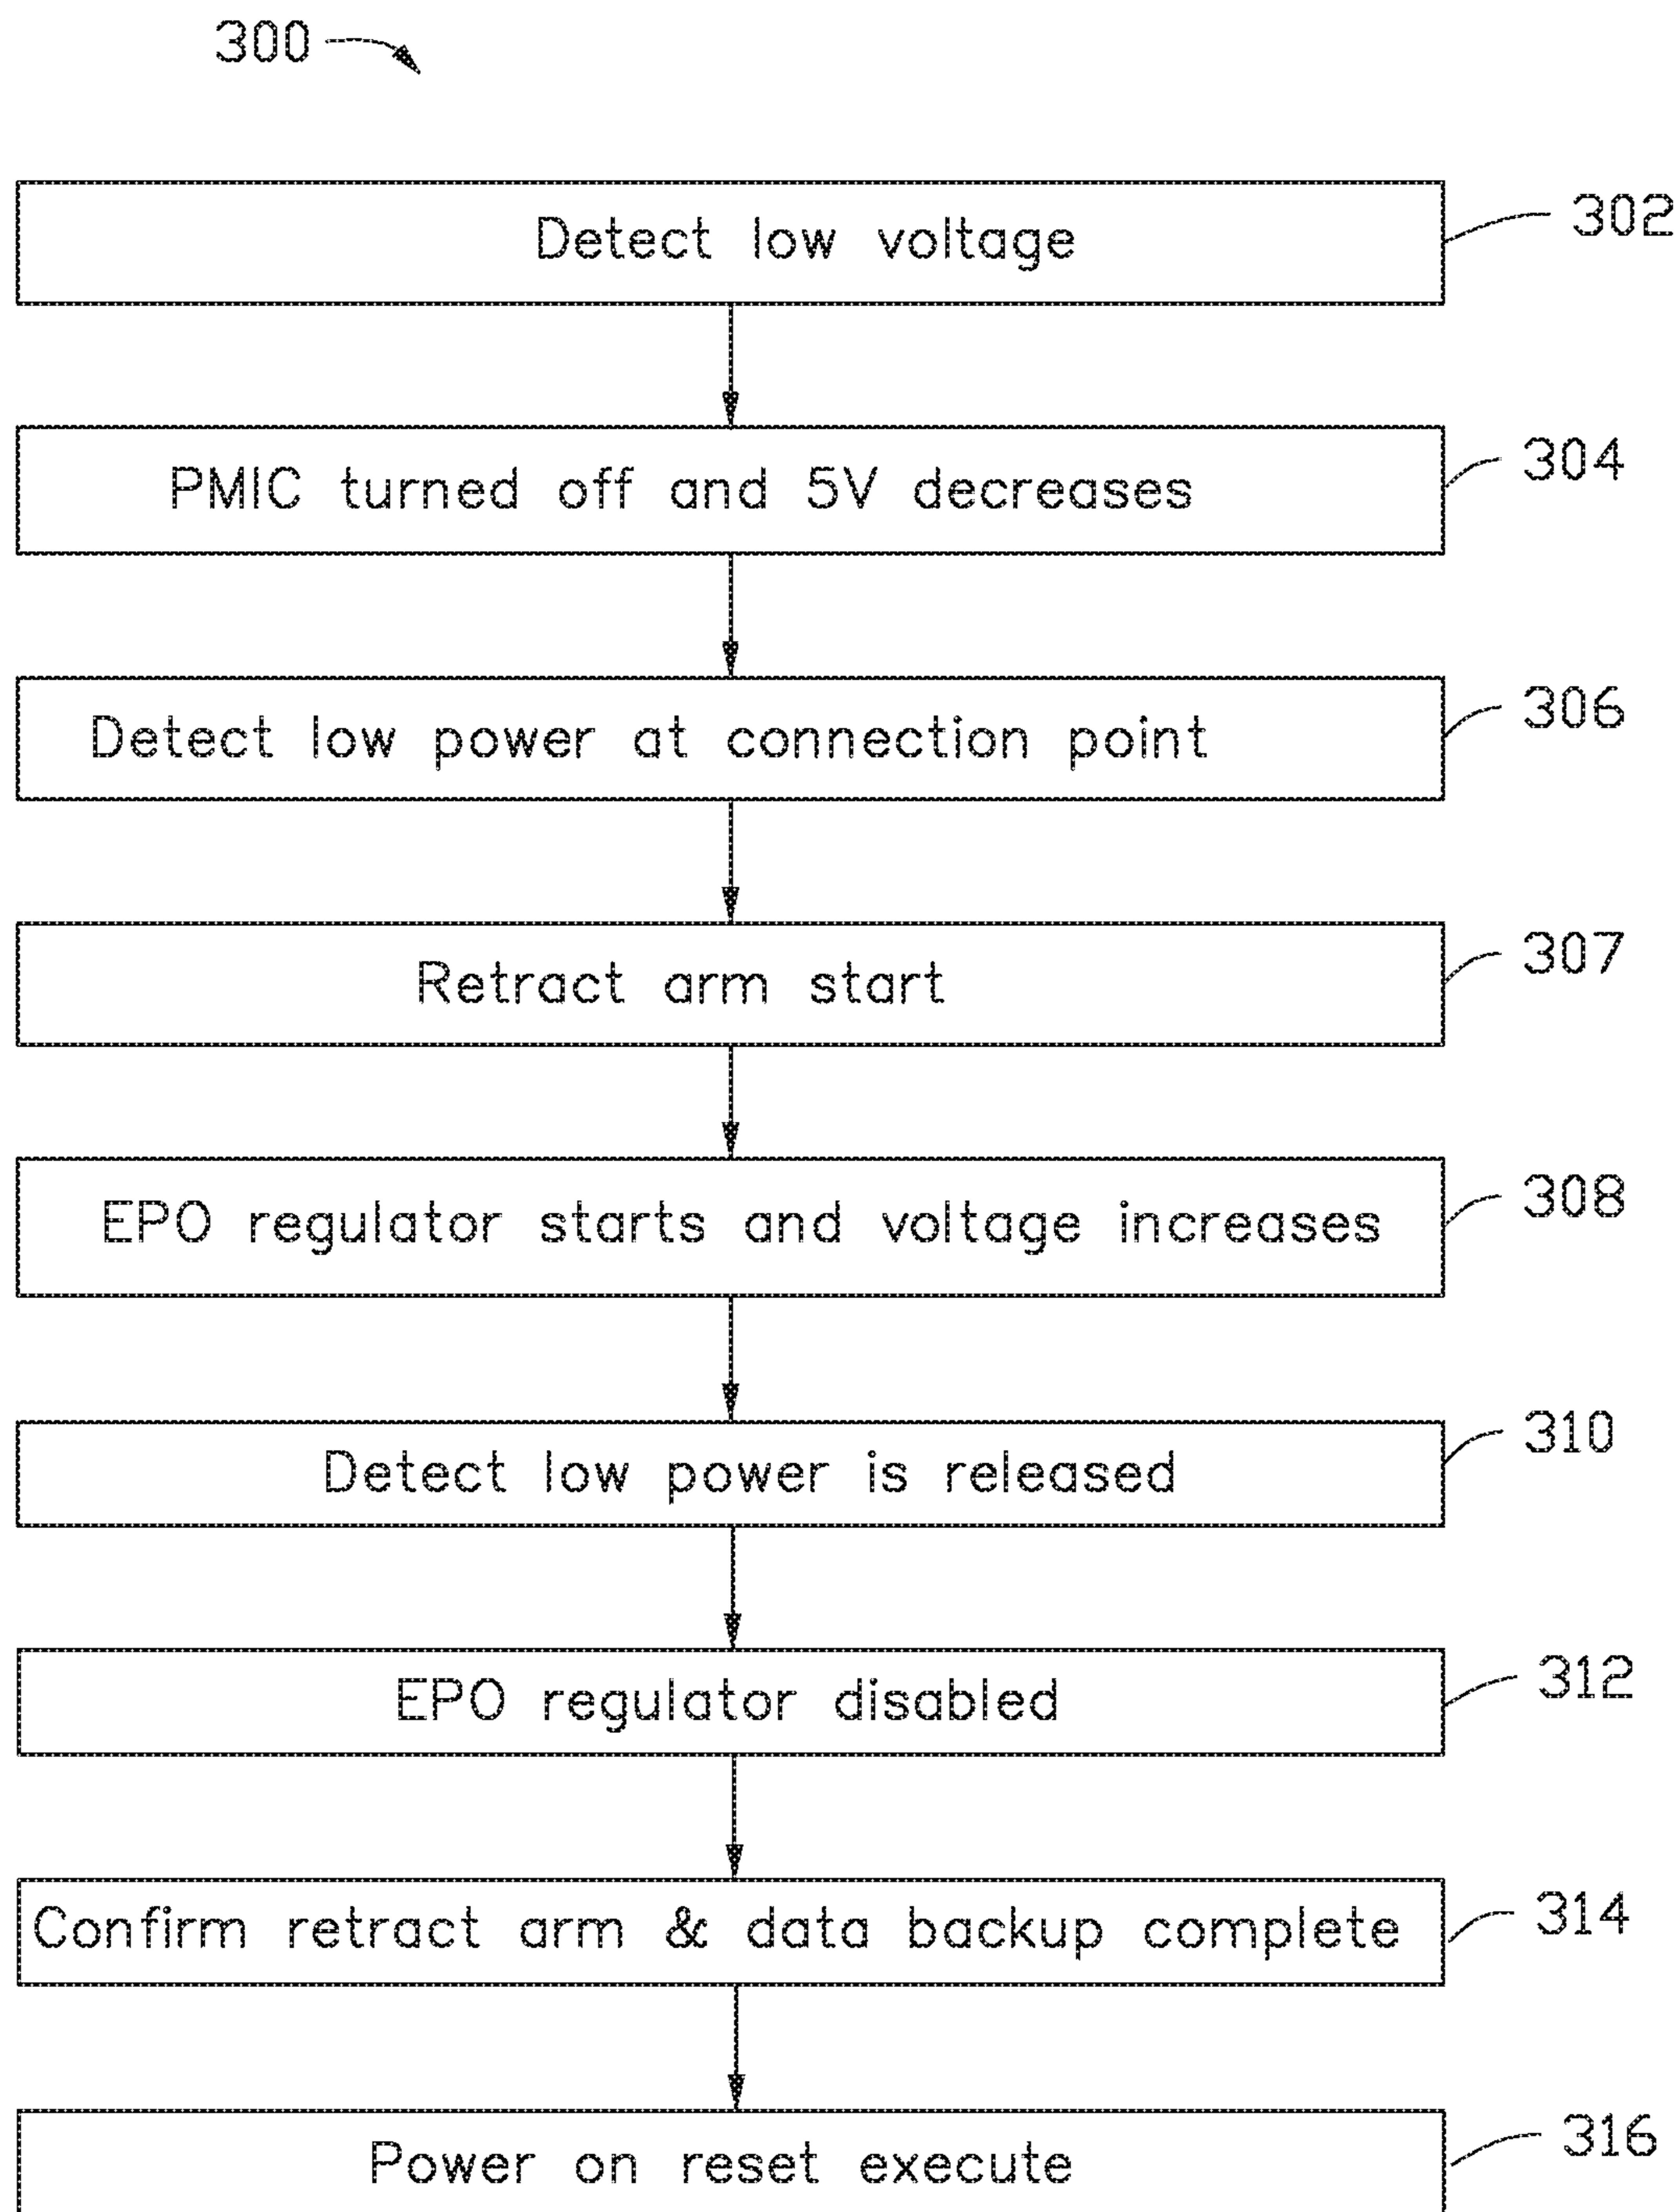 300
Detect low voltage
302
PMIC turned off and 5V decreases
304
Detect low power at connection point
306
Retract arm start
307
EPO regulator starts and voltage increases
308
Detect low power is released
310
EPO regulator disabled
312
Confirm retract arm & data backup complete
314
Power on reset execute
316